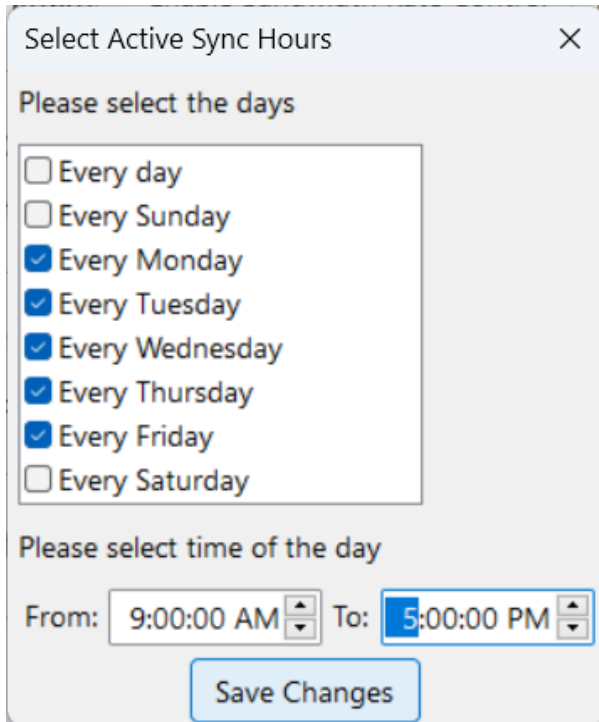 Select Active Sync Hours
Please select the days
Every day
Every Sunday
Every Monday
Every Tuesday
Every Wednesday
Every Thursday
Every Friday
Every Saturday
Please select time of the day
From: 9:00:00 AM To: 5:00:00 PM
Save Changes